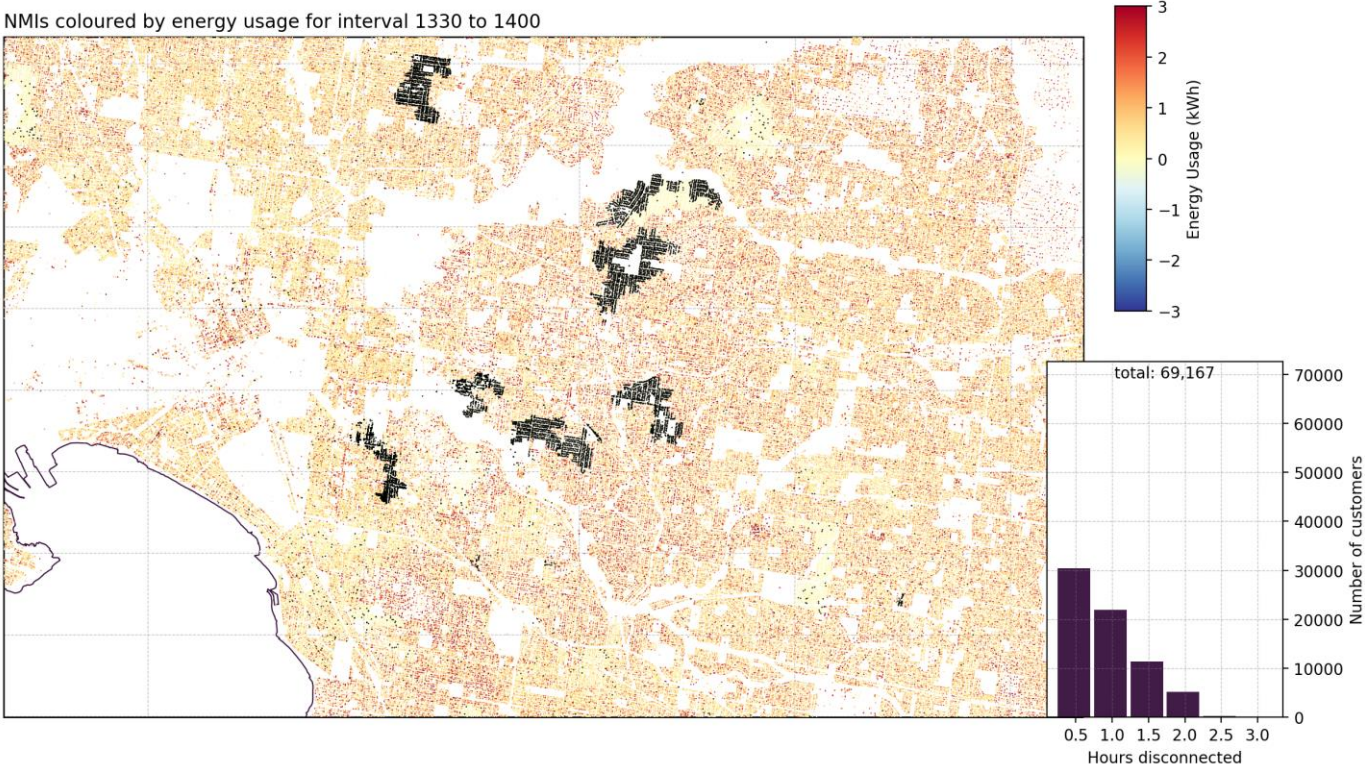 NMIs coloured by energy usage for interval 1330 to 1400
3
2
1
0
−1
−2
−3
Energy Usage (kWh)
total: 69,167
70000
60000
50000
40000
30000
20000
10000
0
Number of customers
0.5 1.0 1.5 2.0 2.5 3.0
Hours disconnected